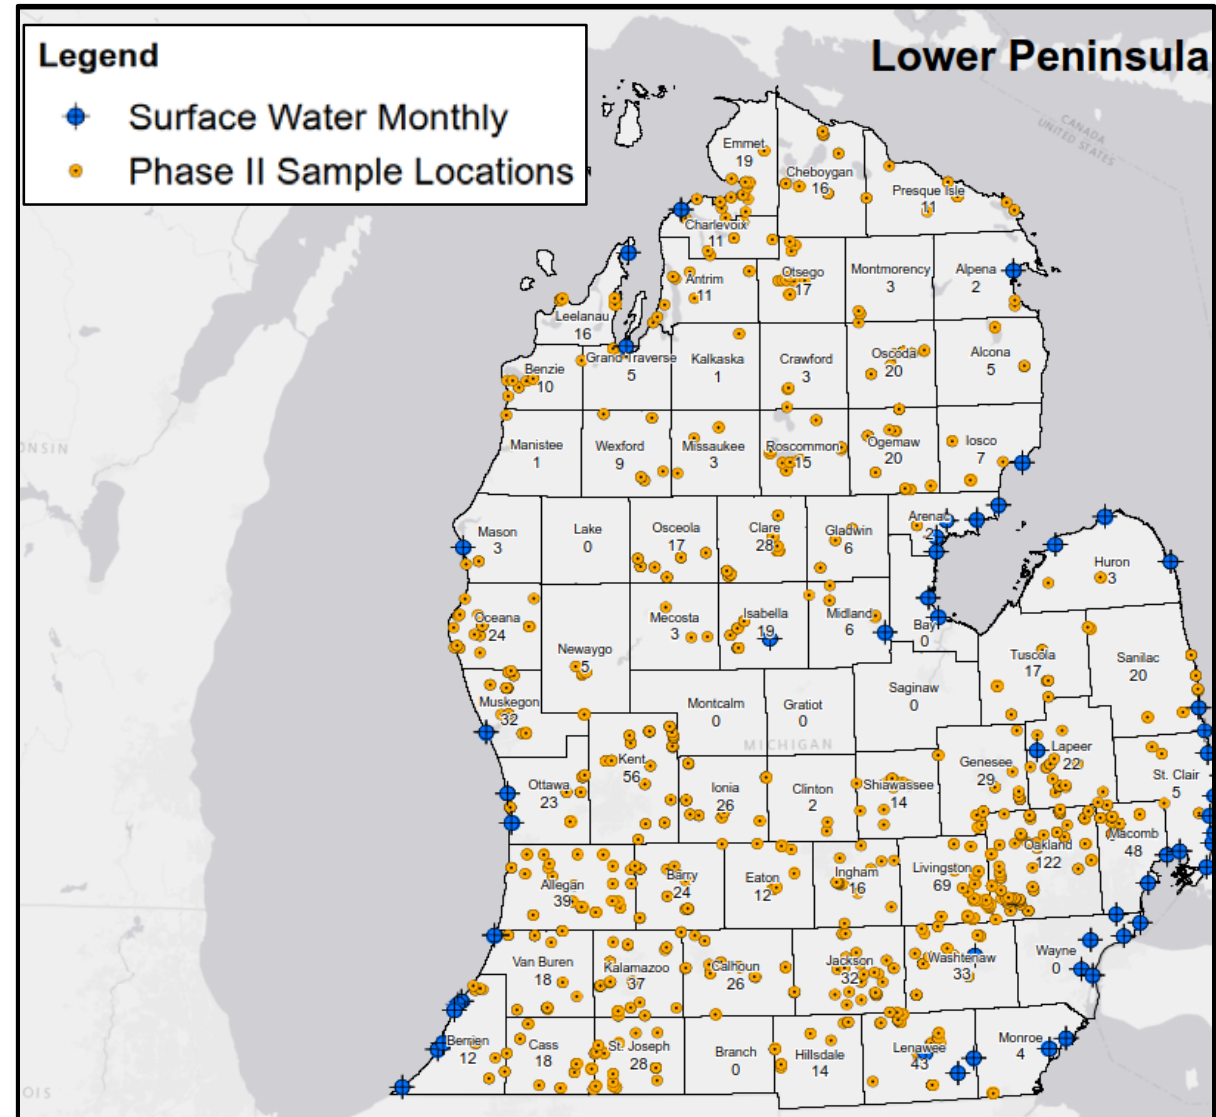 Legend
Surface Water Monthly
Phase II Sample Locations
Lower Peninsula
CANADA
UNITED STATES
Emmet
19
Cheboygan
16
Presque Isle
11
Charlevoix
11
Antrim
11
Otsego
17
Montmorency
3
Alpena
2
Leelanau
16
Benzie
10
Grand Traverse
5
Kalkaska
1
Crawford
3
Oscoda
20
Alcona
5
ONSIN
Manistee
1
Wexford
9
Missaukee
3
Roscommon
15
Ogemaw
20
Iosco
7
Mason
3
Lake
0
Osceola
17
Clare
28
Gladwin
6
Arenac
2
Huron
3
Oceana
24
Newaygo
5
Mecosta
3
Isabella
19
Midland
6
Bay
0
Tuscola
17
Sanilac
20
Muskegon
32
Montcalm
0
Gratiot
0
Saginaw
0
MICHIGAN
Kent
56
Ottawa
23
Ionia
26
Clinton
2
Shiawassee
14
Genesee
29
Lapeer
22
St. Clair
5
Allegan
39
Barry
24
Eaton
12
Ingham
16
Livingston
69
Oakland
122
Macomb
48
Van Buren
18
Kalamazoo
37
Calhoun
26
Jackson
32
Washtenaw
33
Wayne
0
Berrien
12
Cass
18
St. Joseph
28
Branch
0
Hillsdale
14
Lenawee
43
Monroe
4
OIS